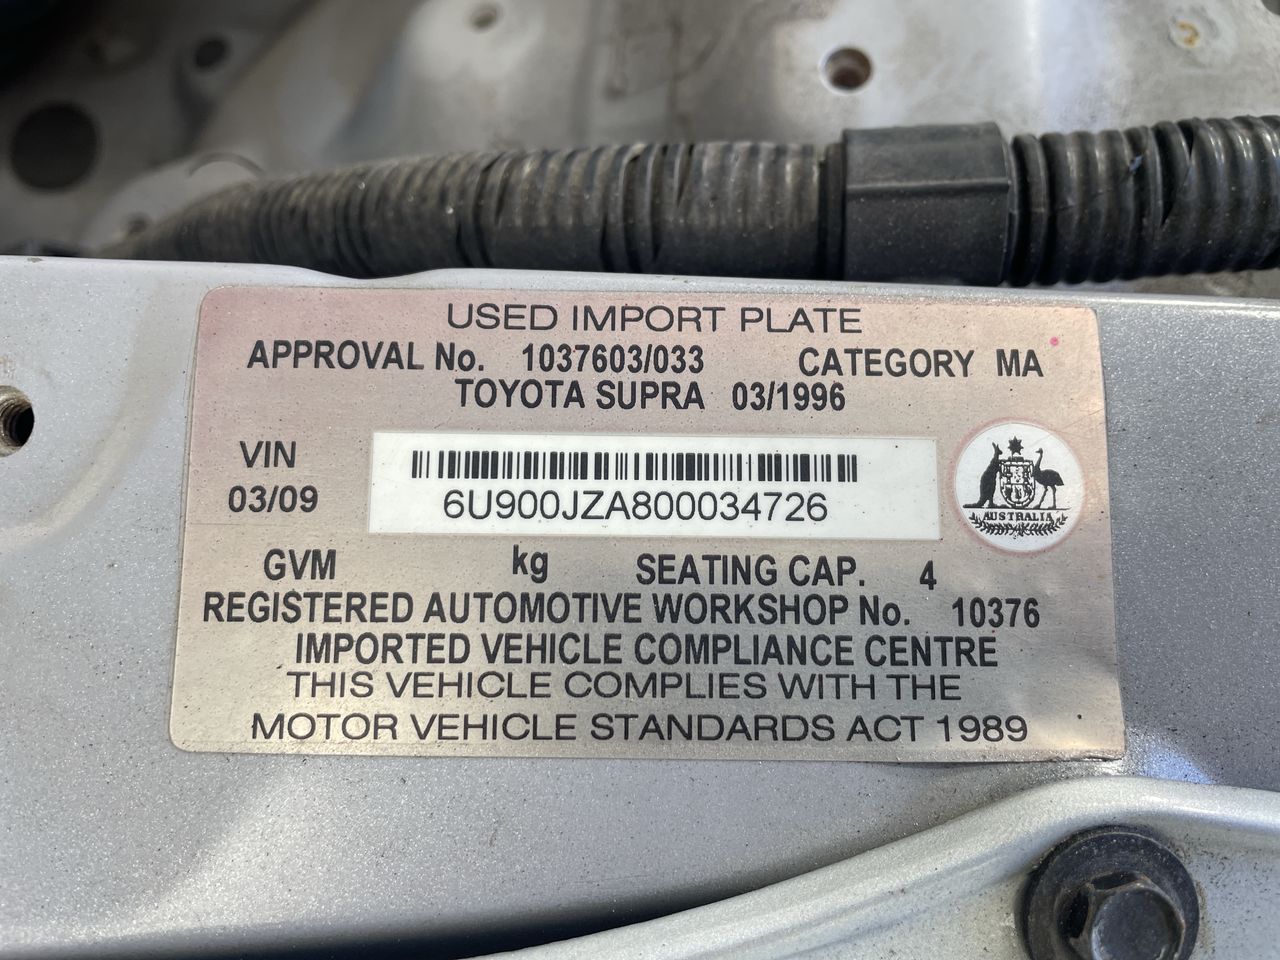 USED IMPORT PLATE
APPROVAL No. 1037603/033 CATEGORY MA
TOYOTA SUPRA 03/1996
VIN
03/09
6U900JZA800034726
AUSTRALIA
GVM kg SEATING CAP. 4
REGISTERED AUTOMOTIVE WORKSHOP No. 10376
IMPORTED VEHICLE COMPLIANCE CENTRE
THIS VEHICLE COMPLIES WITH THE
MOTOR VEHICLE STANDARDS ACT 1989